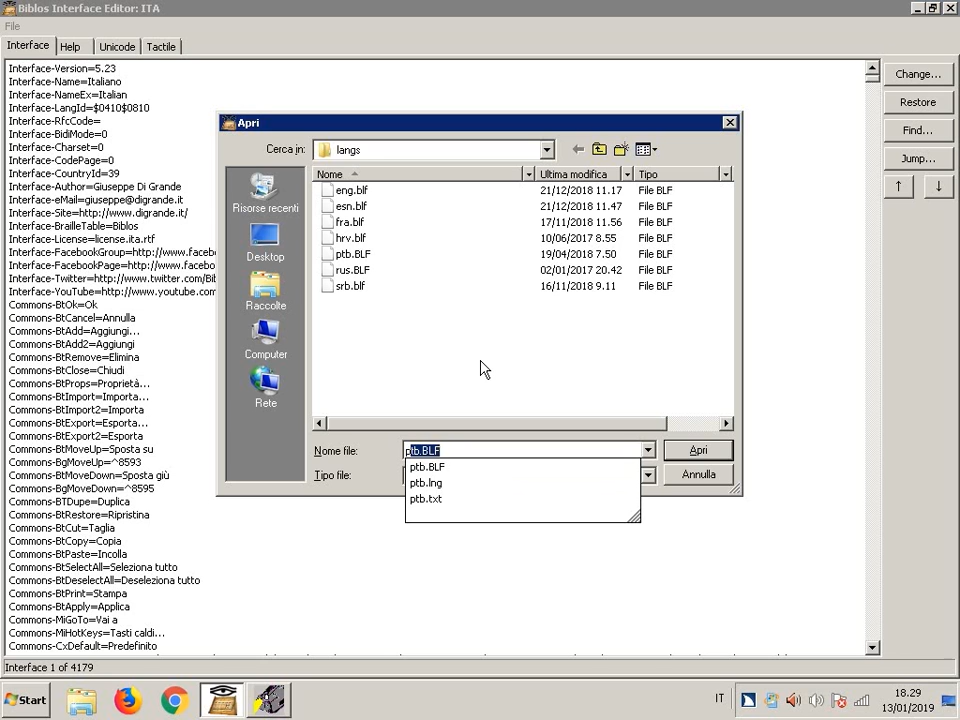 Biblos Interface Editor: ITA
File
Interface Help Unicode Tactile
Interface-Version=5.23
Interface-Name=Italiano
Interface-NameEx=Italian
Interface-LangId=$0410$0810
Interface-RfcCode=
Interface-BidiMode=0
Interface-Charset=0
Interface-CodePage=0
Interface-CountryId=39
Interface-Author=Giuseppe Di Grande
Interface-eMail=giuseppe@digrande.it
Interface-Site=http://www.digrande.it/
Interface-BrailleTable=Biblos
Interface-License=license.ita.rtf
Interface-FacebookGroup=http://www.faceb
Interface-FacebookPage=http://www.facebo
Interface-Twitter=http://www.twitter.com/Bi
Interface-YouTube=http://www.youtube.com
Commons-BtOk=Ok
Commons-BtCancel=Annulla
Commons-BtAdd=Aggiungi...
Commons-BtAdd2=Aggiungi
Commons-BtRemove=Elimina
Commons-BtClose=Chiudi
Commons-BtProps=Proprietà...
Commons-BtImport=Importa...
Commons-BtImport2=Importa
Commons-BtExport=Esporta...
Commons-BtExport2=Esporta
Commons-BtMoveUp=Sposta su
Commons-BgMoveUp=^8593
Commons-BtMoveDown=Sposta giù
Commons-BgMoveDown=^8595
Commons-BTDupe=Duplica
Commons-BtRestore=Ripristina
Commons-BtCut=Taglia
Commons-BtCopy=Copia
Commons-BtPaste=Incolla
Commons-BtSelectAll=Seleziona tutto
Commons-BtDeselectAll=Deseleziona tutto
Commons-BtPrint=Stampa
Commons-BtApply=Applica
Commons-MiGoTo=Vai a
Commons-MiHotKeys=Tasti caldi...
Commons-CxDefault=Predefinito
Change...
Restore
Find...
Jump...
↑ ↓
Apri
Cerca in: langs
Risorse recenti
Desktop
Raccolte
Computer
Rete
Nome Ultima modifica Tipo
eng.blf 21/12/2018 11.17 File BLF
esn.blf 21/12/2018 11.47 File BLF
fra.blf 17/11/2018 11.56 File BLF
hrv.blf 10/06/2017 8.55 File BLF
ptb.BLF 19/04/2018 7.50 File BLF
rus.BLF 02/01/2017 20.42 File BLF
srb.blf 16/11/2018 9.11 File BLF
Nome file: ptb.BLF Apri
Tipo file: Annulla
ptb.BLF
ptb.lng
ptb.txt
Interface 1 of 4179
Start IT 18.29
13/01/2019